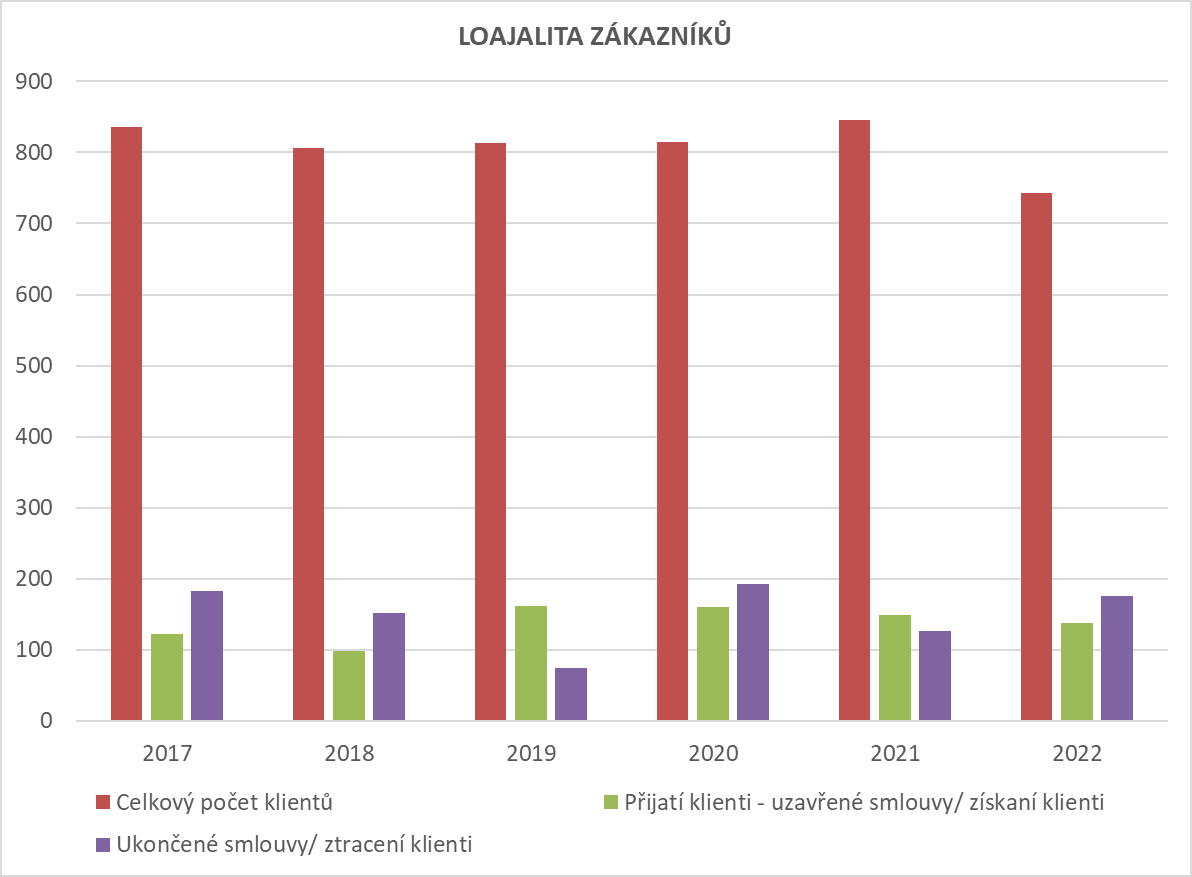 LOAJALITA ZÁKAZNÍKŮ
900
800
700
600
500
400
300
200
100
0
2017 2018 2019 2020 2021 2022
Celkový počet klientů Přijatí klienti - uzavřené smlouvy/ získaní klienti
Ukončené smlouvy/ ztracení klienti